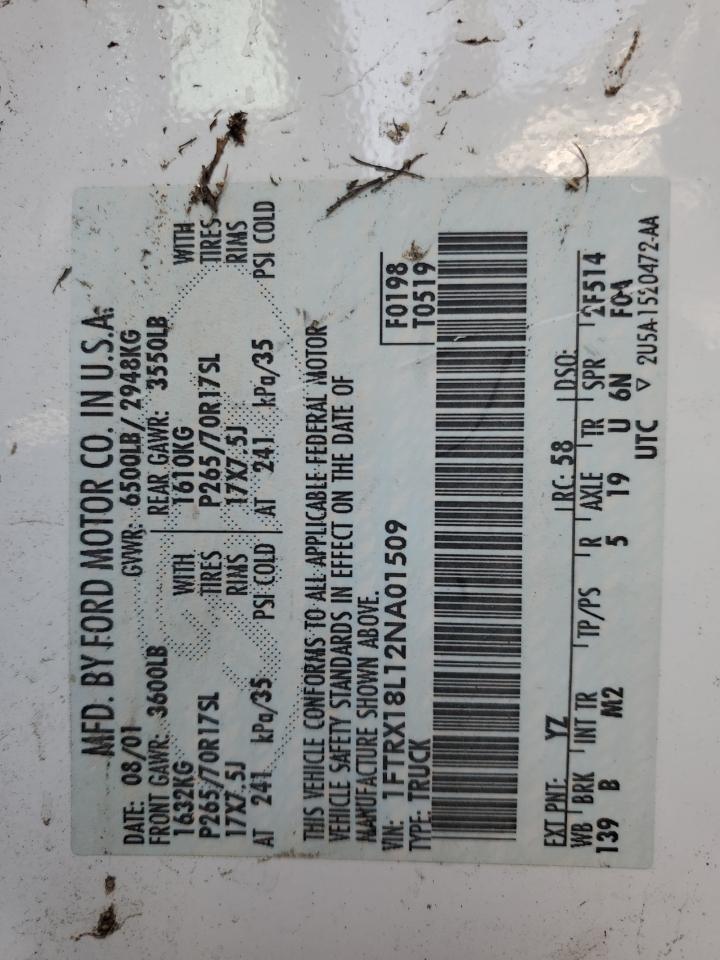 MFD. BY FORD MOTOR CO. IN U.S.A.
DATE: 08/01 GVWR: 6500LB/ 2948KG
FRONT GAWR: 3600LB REAR GAWR: 3550LB
1632KG WITH 1610KG WITH
P265/70R17SL TIRES P265/70R17SL TIRES
17X7.5J RIMS 17X7.5J RIMS
AT 241 kPa/35 PSI COLD AT 241 kPa/35 PSI COLD
THIS VEHICLE CONFORMS TO ALL APPLICABLE FEDERAL MOTOR
VEHICLE SAFETY STANDARDS IN EFFECT ON THE DATE OF
MANUFACTURE SHOWN ABOVE.
VIN: 1FTRX18L12NA01509 F0198
TYPE: TRUCK T0519
EXT PNT: YZ RC: 58 DSO:
WB BRK INT TR TP/PS R AXLE TR SPR 2F514
139 B M2 5 19 U 6N F04
UTC ▽ 2U5A-1520472-AA